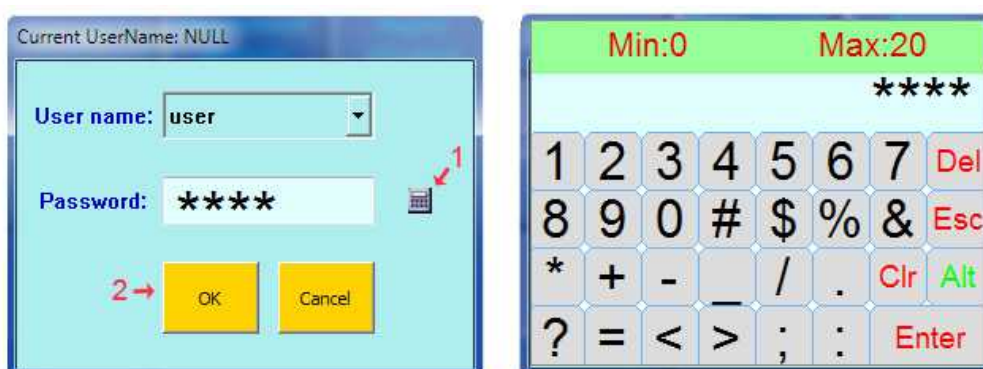 Current UserName: NULL
User name: user
1
Password: ****
2
OK Cancel
Min:0 Max:20
****
1 2 3 4 5 6 7 Del
8 9 0 # $ % & Esc
* + - _ / . Clr Alt
? = < > ; : Enter